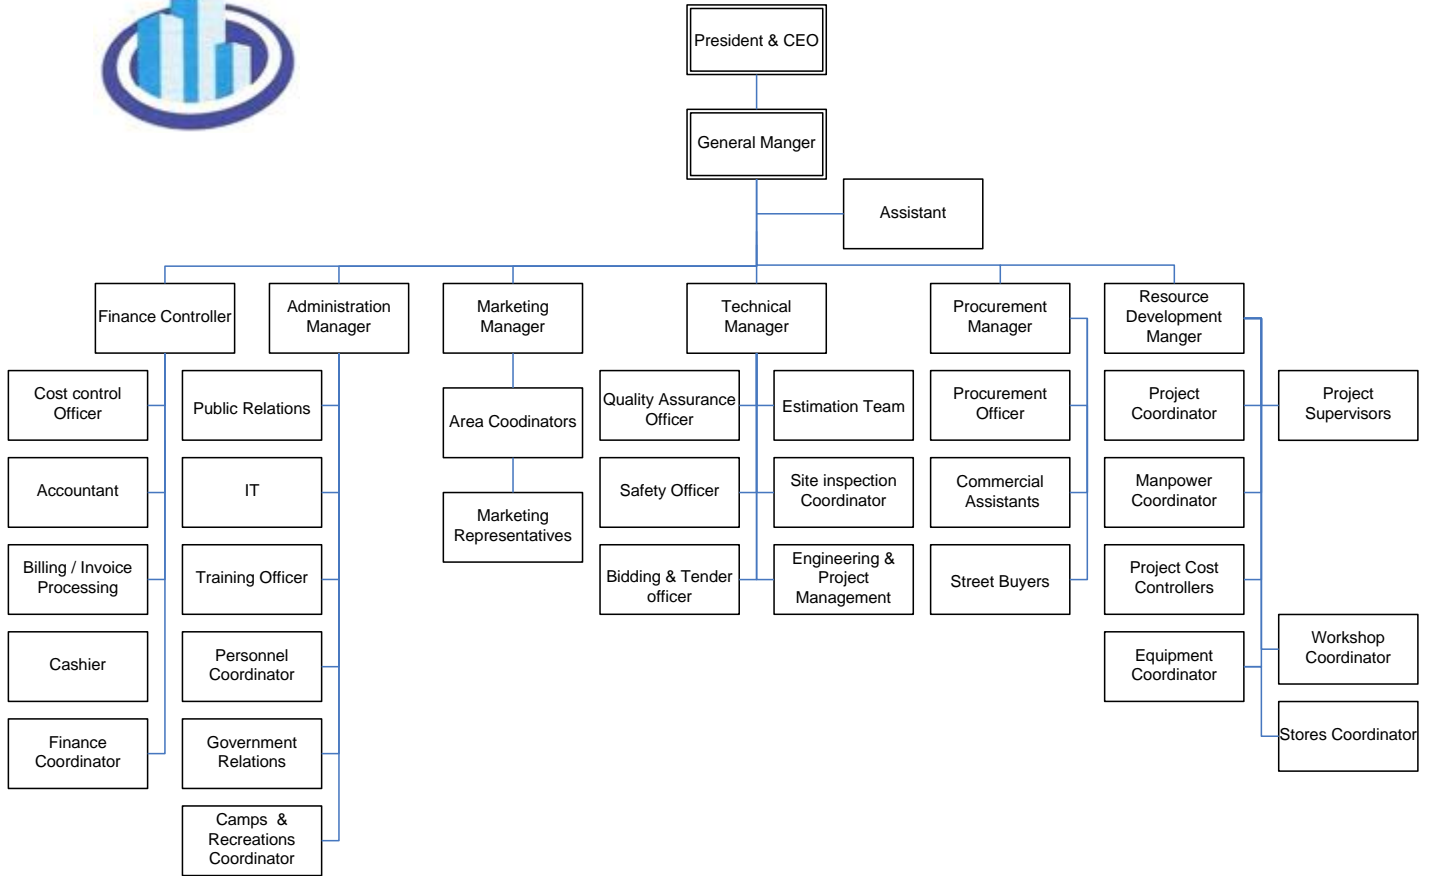 President & CEO
General Manger
Assistant
Finance Controller
Administration
Manager
Marketing
Manager
Technical
Manager
Procurement
Manager
Resource
Development
Manger
Cost control
Officer
Public Relations
Area Coodinators
Quality Assurance
Officer
Estimation Team
Procurement
Officer
Project
Coordinator
Project
Supervisors
Accountant
IT
Marketing
Representatives
Safety Officer
Site inspection
Coordinator
Commercial
Assistants
Manpower
Coordinator
Billing / Invoice
Processing
Training Officer
Bidding & Tender
officer
Engineering &
Project
Management
Street Buyers
Project Cost
Controllers
Cashier
Personnel
Coordinator
Equipment
Coordinator
Workshop
Coordinator
Finance
Coordinator
Government
Relations
Stores Coordinator
Camps &
Recreations
Coordinator